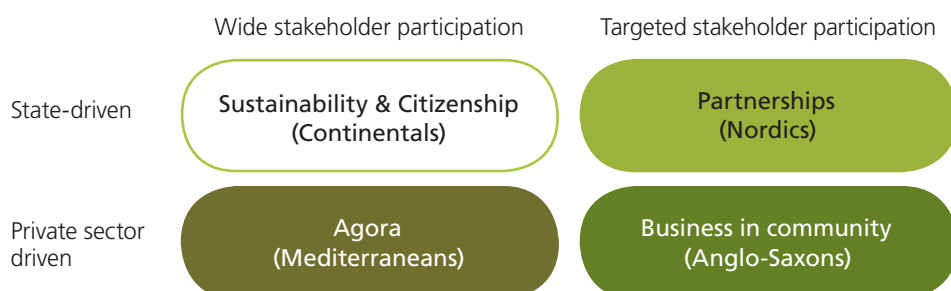 Wide stakeholder participation
Targeted stakeholder participation
State-driven
Sustainability & Citizenship
(Continentals)
Partnerships
(Nordics)
Private sector
driven
Agora
(Mediterraneans)
Business in community
(Anglo-Saxons)